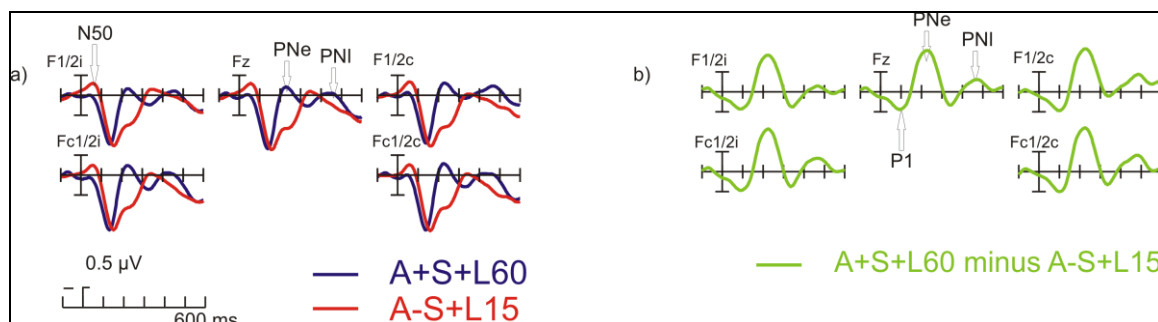 a)
N50
F1/2i
Fc1/2i
Fz
PNe
PNl
F1/2c
Fc1/2c
0.5 µV
600 ms
A+S+L60
A-S+L15
b)
F1/2i
Fc1/2i
Fz
PNe
PNl
P1
F1/2c
Fc1/2c
A+S+L60 minus A-S+L15